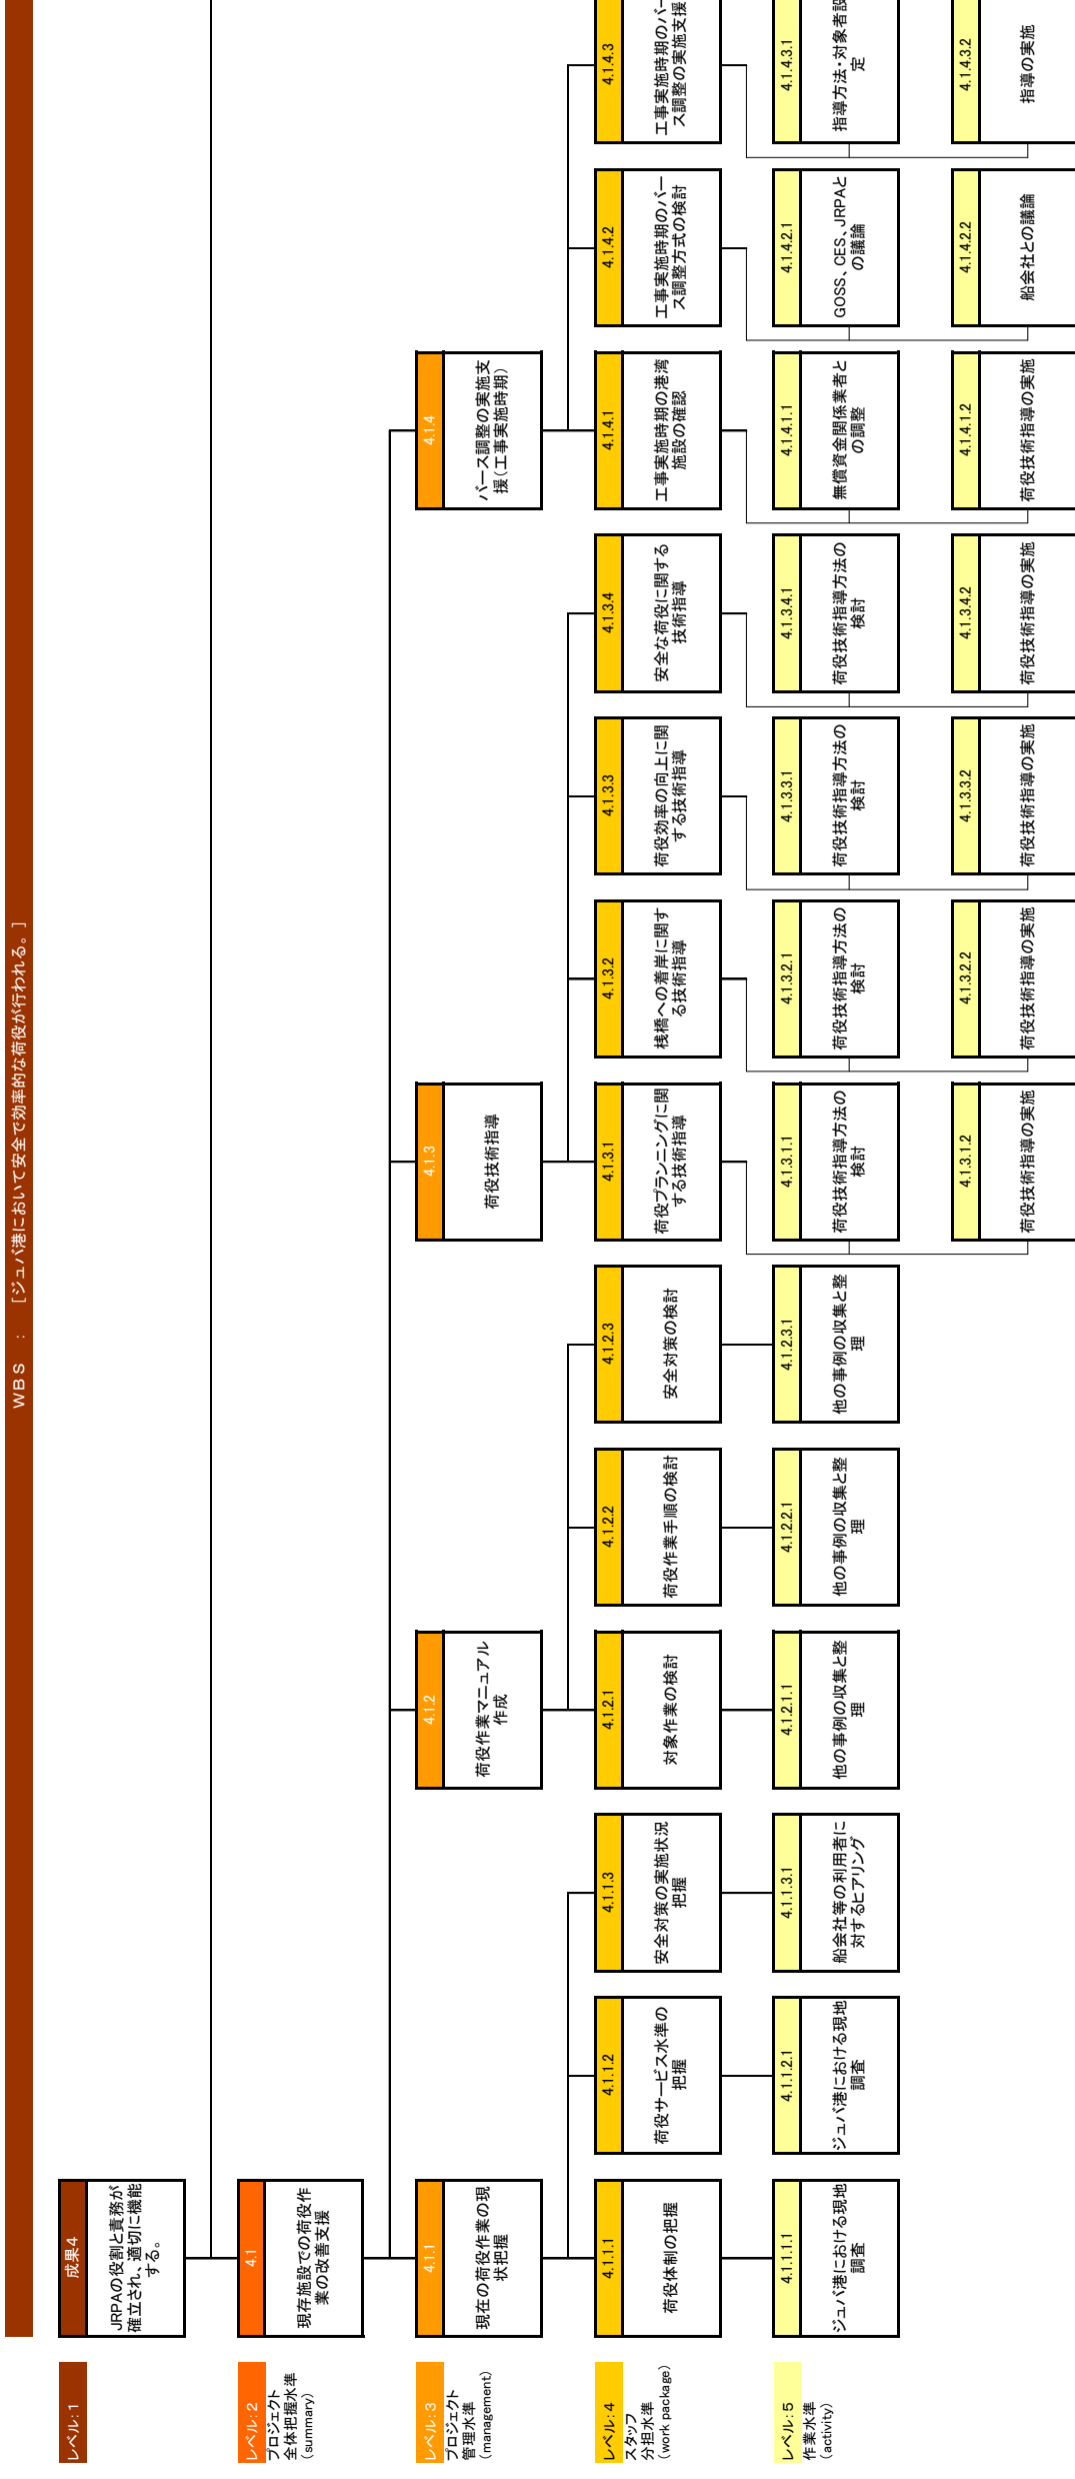 WBS : [ジュバ港において安全で効率的な荷役が行われる。]
レベル: 1
成果4
JRPAの役割と責務が
確立され、適切に機能
する。
レベル: 2
プロジェクト
全体把握水準
(summary)
4.1
現存施設での荷役作
業の改善支援
レベル: 3
プロジェクト
管理水準
(management)
4.1.1
現在の荷役作業の現
状把握
4.1.2
荷役作業マニュアル
作成
4.1.3
荷役技術指導
4.1.4
バース調整の実施支
援(工事実施時期)
レベル: 4
スタッフ
分担水準
(work package)
4.1.1.1
荷役体制の把握
4.1.1.2
荷役サービス水準の
把握
4.1.1.3
安全対策の実施状況
把握
4.1.2.1
対象作業の検討
4.1.2.2
荷役作業手順の検討
4.1.2.3
安全対策の検討
4.1.3.1
荷役プランニングに関
する技術指導
4.1.3.2
桟橋への着岸に関す
る技術指導
4.1.3.3
荷役効率の向上に関
する技術指導
4.1.3.4
安全な荷役に関する
技術指導
4.1.4.1
工事実施時期の港湾
施設の確認
4.1.4.2
工事実施時期のバー
ス調整方式の検討
4.1.4.3
工事実施時期のバー
ス調整の実施支援
レベル: 5
作業水準
(activity)
4.1.1.1.1
ジュバ港における現地
調査
4.1.1.2.1
ジュバ港における現地
調査
4.1.1.3.1
船会社等の利用者に
対するヒアリング
4.1.2.1.1
他の事例の収集と整
理
4.1.2.2.1
他の事例の収集と整
理
4.1.2.3.1
他の事例の収集と整
理
4.1.3.1.1
荷役技術指導方法の
検討
4.1.3.2.1
荷役技術指導方法の
検討
4.1.3.3.1
荷役技術指導方法の
検討
4.1.3.4.1
荷役技術指導方法の
検討
4.1.4.1.1
無償資金関係業者と
の調整
4.1.4.2.1
GOSS、CES、JRPAと
の議論
4.1.4.3.1
指導方法・対象者設
定
4.1.3.1.2
荷役技術指導の実施
4.1.3.2.2
荷役技術指導の実施
4.1.3.3.2
荷役技術指導の実施
4.1.3.4.2
荷役技術指導の実施
4.1.4.1.2
荷役技術指導の実施
4.1.4.2.2
船会社との議論
4.1.4.3.2
指導の実施